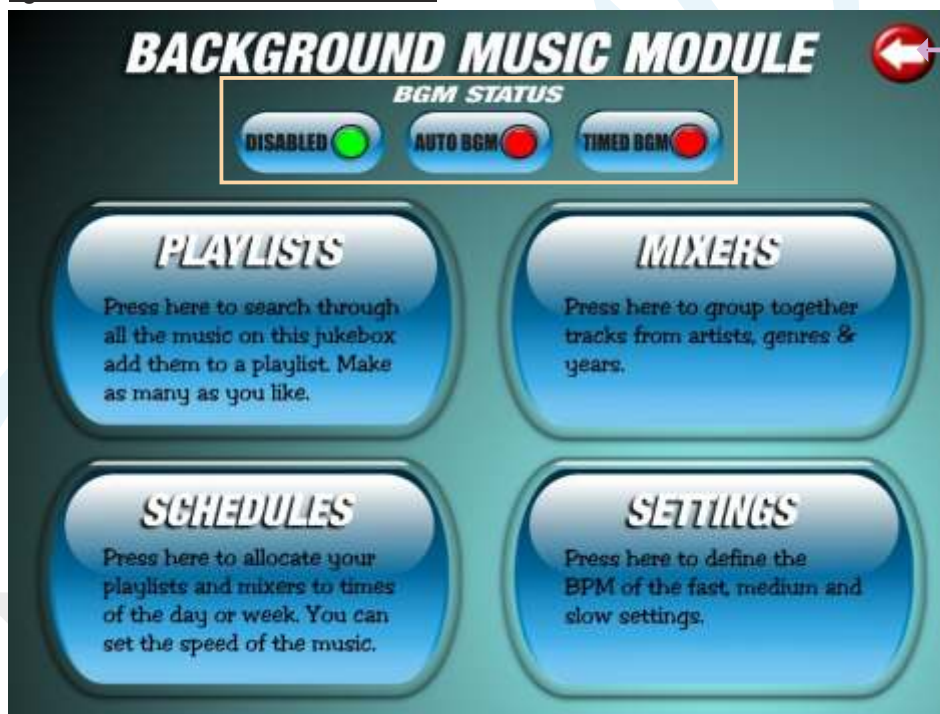 BACKGROUND MUSIC MODULE
BGM STATUS
DISABLED AUTO BGM TIMED BGM
PLAYLISTS
Press here to search through
all the music on this jukebox
add them to a playlist. Make
as many as you like.
MIXERS
Press here to group together
tracks from artists, genres &
years.
SCHEDULES
Press here to allocate your
playlists and mixers to times
of the day or week. You can
set the speed of the music.
SETTINGS
Press here to define the
BPM of the fast, medium and
slow settings.